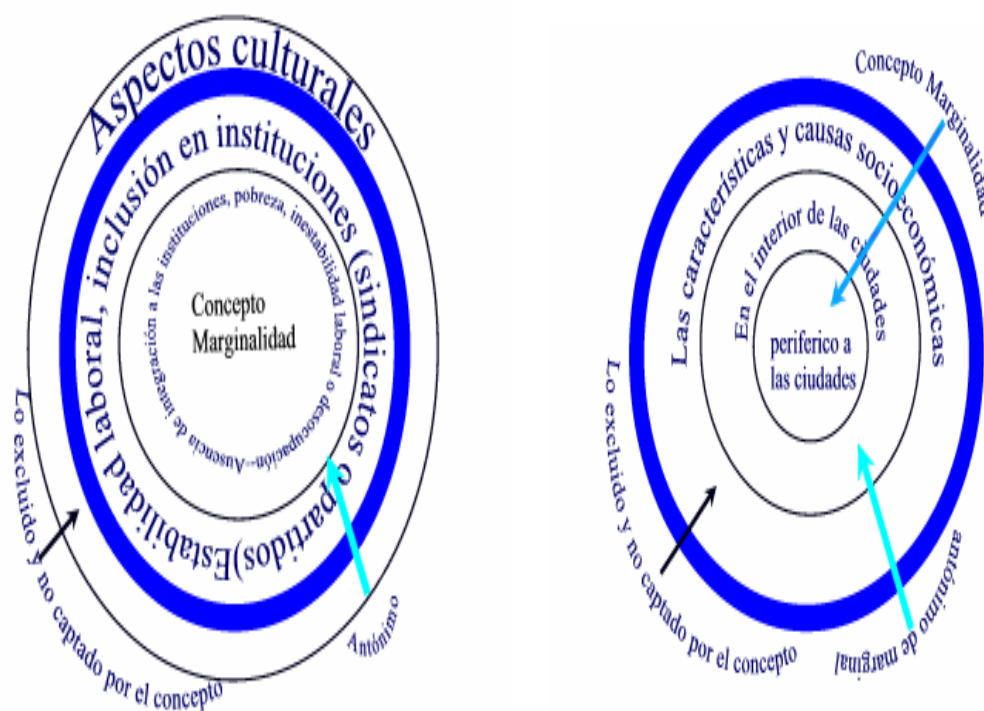 Aspectos culturales
Estabilidad laboral, inclusión en instituciones (sindicatos o partidos)
Ausencia de integración a las instituciones, pobreza, inestabilidad laboral o desocupación--
Concepto
Marginalidad
Lo excluido y no captado por el concepto
Antónimo
Concepto Marginalidad
Las características y causas socioeconómicas
En el interior de las ciudades
periferico a
las ciudades
Lo excluido y no captado por el concepto
antónimo de marginal